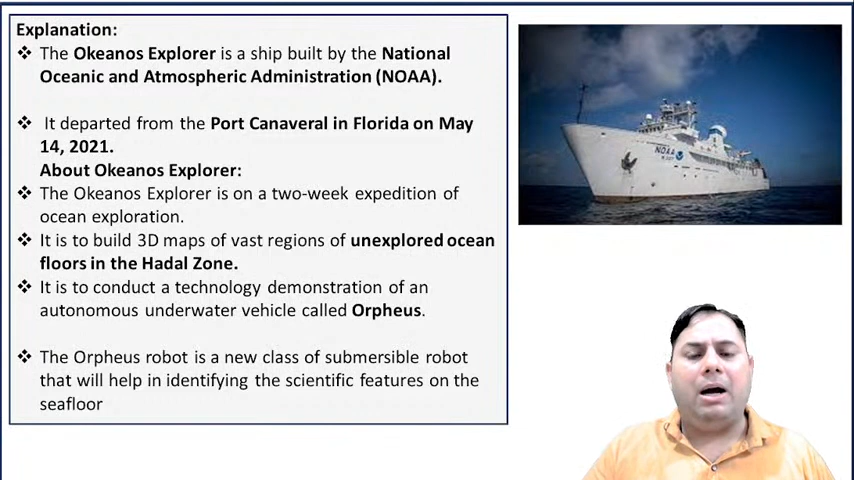 Explanation:
❖ The Okeanos Explorer is a ship built by the National
Oceanic and Atmospheric Administration (NOAA).
❖ It departed from the Port Canaveral in Florida on May
14, 2021.
About Okeanos Explorer:
❖ The Okeanos Explorer is on a two-week expedition of
ocean exploration.
❖ It is to build 3D maps of vast regions of unexplored ocean
floors in the Hadal Zone.
❖ It is to conduct a technology demonstration of an
autonomous underwater vehicle called Orpheus.
❖ The Orpheus robot is a new class of submersible robot
that will help in identifying the scientific features on the
seafloor
NOAA